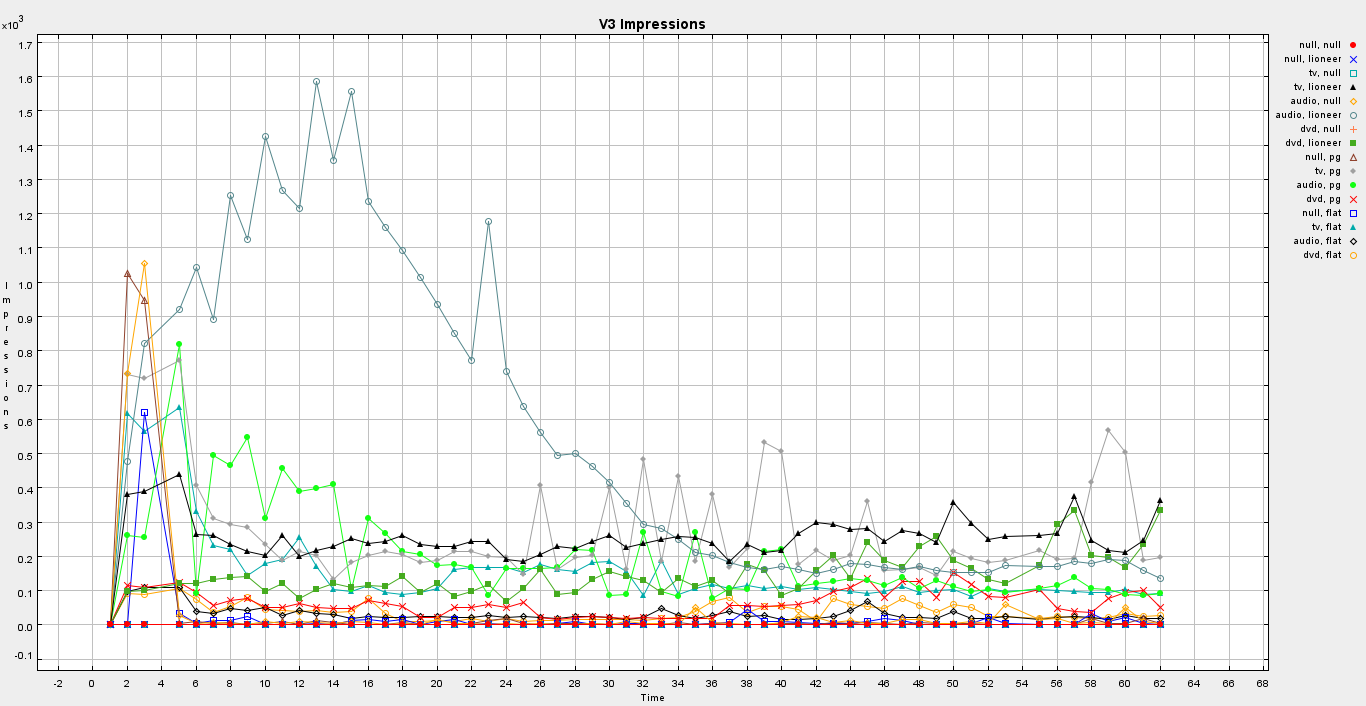 V3 Impressions
x10³
1.7
1.6
1.5
1.4
1.3
1.2
1.1
1.0
0.9
0.8
0.7
0.6
0.5
0.4
0.3
0.2
0.1
0.0
-0.1
Impressions
-2 0 2 4 6 8 10 12 14 16 18 20 22 24 26 28 30 32 34 36 38 40 42 44 46 48 50 52 54 56 58 60 62 64 66 68
Time
null, null
null, lioneer
tv, null
tv, lioneer
audio, null
audio, lioneer
dvd, null
dvd, lioneer
null, pg
tv, pg
audio, pg
dvd, pg
null, flat
tv, flat
audio, flat
dvd, flat